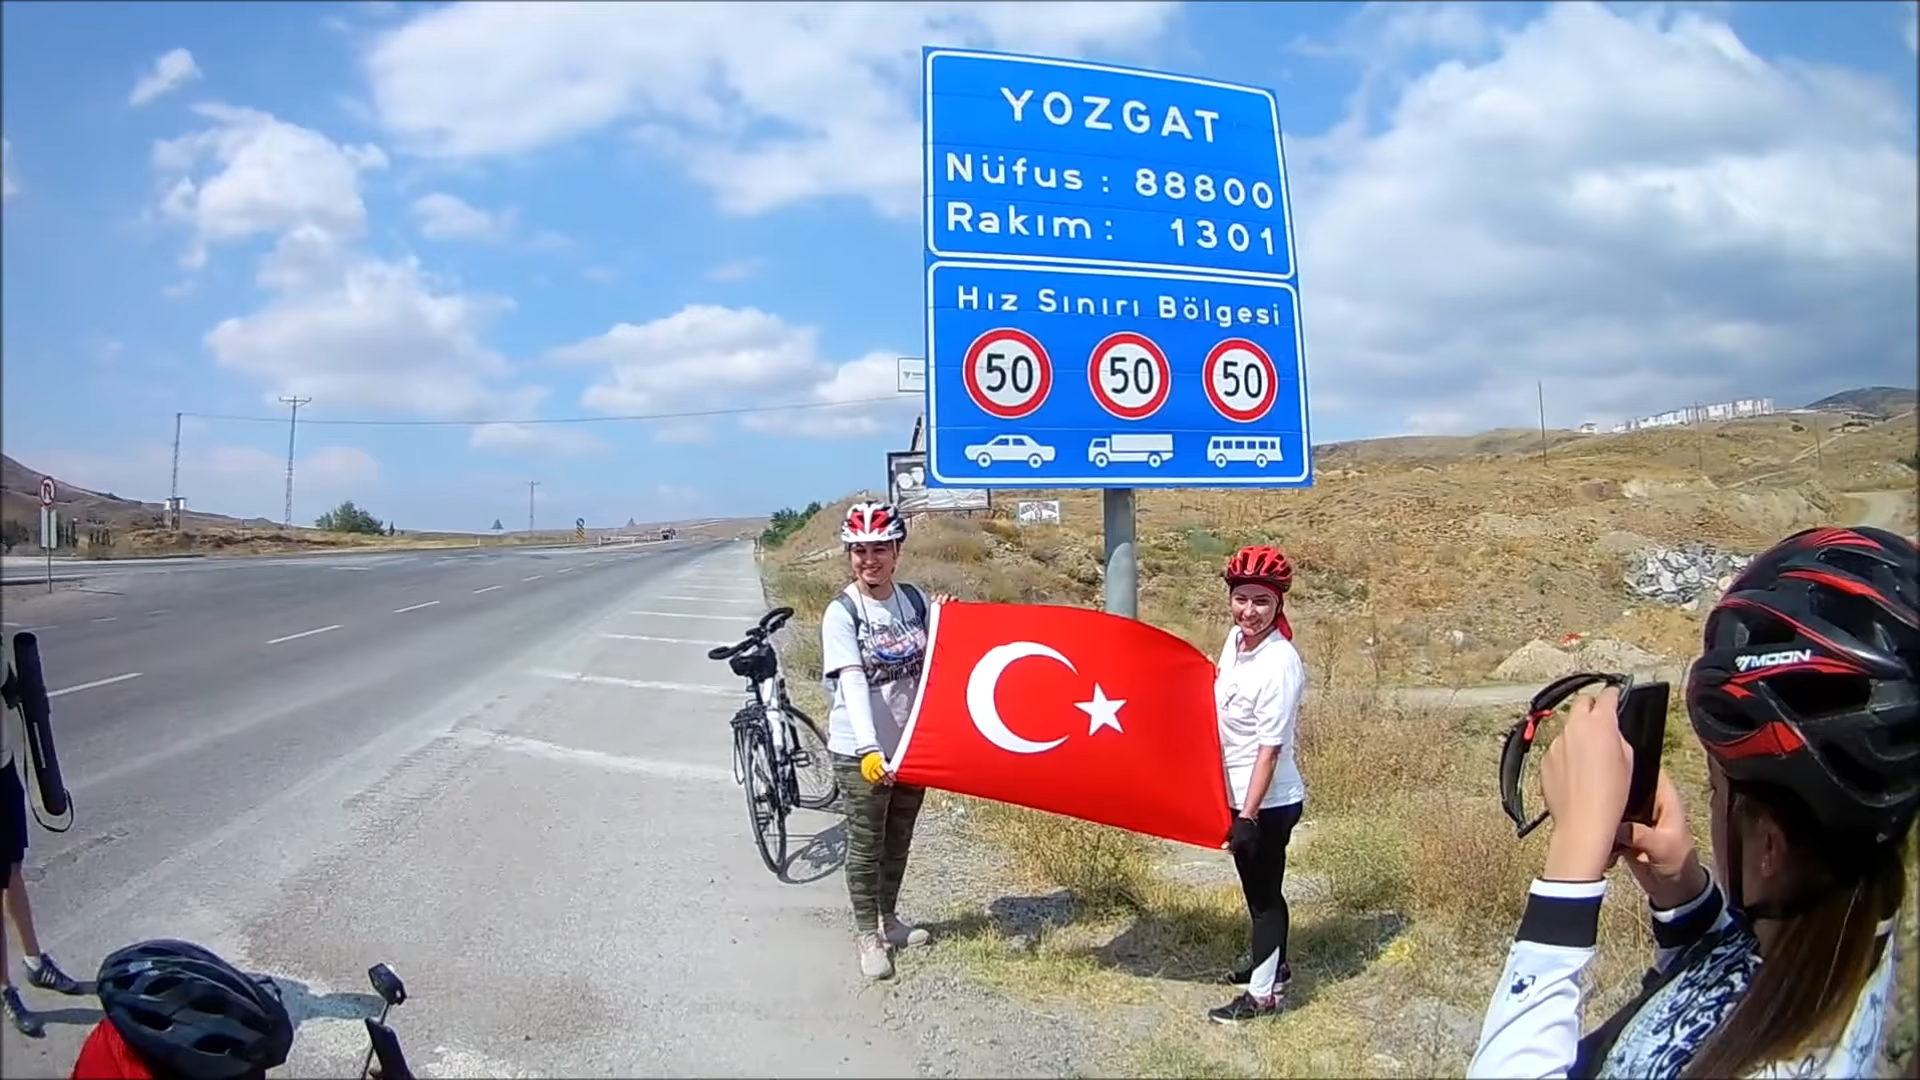 YOZGAT
Nüfus : 88800
Rakım : 1301
Hız Sınırı Bölgesi
50 50 50
MOON